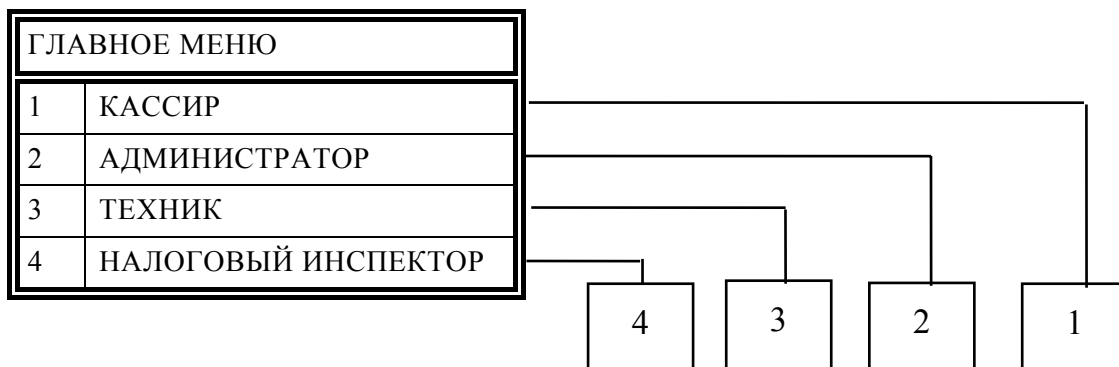 ГЛАВНОЕ МЕНЮ
1 КАССИР
2 АДМИНИСТРАТОР
3 ТЕХНИК
4 НАЛОГОВЫЙ ИНСПЕКТОР
4 3 2 1